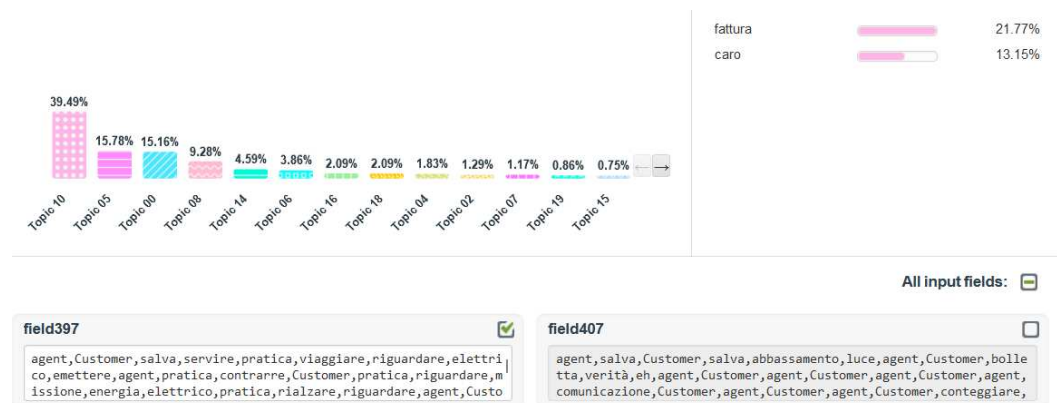 fattura 21.77%
caro 13.15%
39.49%
15.78% 15.16% 9.28% 4.59% 3.86% 2.09% 2.09% 1.83% 1.29% 1.17% 0.86% 0.75% ← →
Topic 10 Topic 05 Topic 00 Topic 08 Topic 14 Topic 06 Topic 16 Topic 18 Topic 04 Topic 02 Topic 07 Topic 19 Topic 15
All input fields:
field397
agent,Customer,salva,servire,pratica,viaggiare,riguardare,elettri
co,emettere,agent,pratica,contrarre,Customer,pratica,riguardare,m
issione,energia,elettrico,pratica,rialzare,riguardare,agent,Custo
field407
agent,salva,Customer,salva,abbassamento,luce,agent,Customer,bolle
tta,verità,eh,agent,Customer,agent,Customer,agent,Customer,agent,
comunicazione,Customer,agent,Customer,agent,Customer,conteggiare,